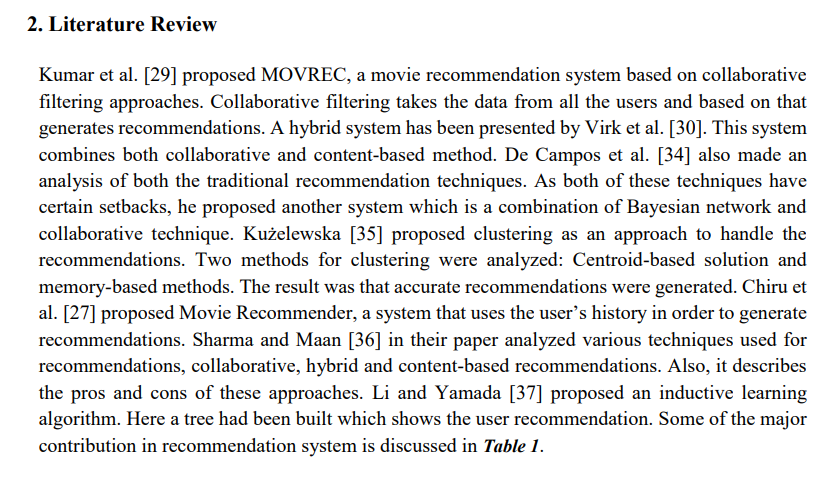 2. Literature Review
Kumar et al. [29] proposed MOVREC, a movie recommendation system based on collaborative
filtering approaches. Collaborative filtering takes the data from all the users and based on that
generates recommendations. A hybrid system has been presented by Virk et al. [30]. This system
combines both collaborative and content-based method. De Campos et al. [34] also made an
analysis of both the traditional recommendation techniques. As both of these techniques have
certain setbacks, he proposed another system which is a combination of Bayesian network and
collaborative technique. Kużelewska [35] proposed clustering as an approach to handle the
recommendations. Two methods for clustering were analyzed: Centroid-based solution and
memory-based methods. The result was that accurate recommendations were generated. Chiru et
al. [27] proposed Movie Recommender, a system that uses the user’s history in order to generate
recommendations. Sharma and Maan [36] in their paper analyzed various techniques used for
recommendations, collaborative, hybrid and content-based recommendations. Also, it describes
the pros and cons of these approaches. Li and Yamada [37] proposed an inductive learning
algorithm. Here a tree had been built which shows the user recommendation. Some of the major
contribution in recommendation system is discussed in Table 1.